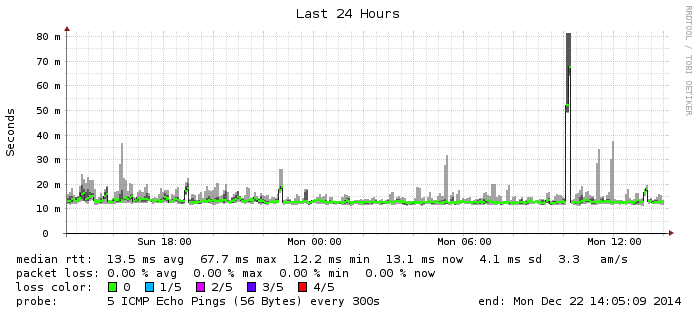 Last 24 Hours
RRDTOOL / TOBI OETIKER
80 m
70 m
60 m
50 m
40 m
30 m
20 m
10 m
0
Seconds
Sun 18:00 Mon 00:00 Mon 06:00 Mon 12:00
median rtt: 13.5 ms avg 67.7 ms max 12.2 ms min 13.1 ms now 4.1 ms sd 3.3 am/s
packet loss: 0.00 % avg 0.00 % max 0.00 % min 0.00 % now
loss color: 0 1/5 2/5 3/5 4/5
probe: 5 ICMP Echo Pings (56 Bytes) every 300s end: Mon Dec 22 14:05:09 2014